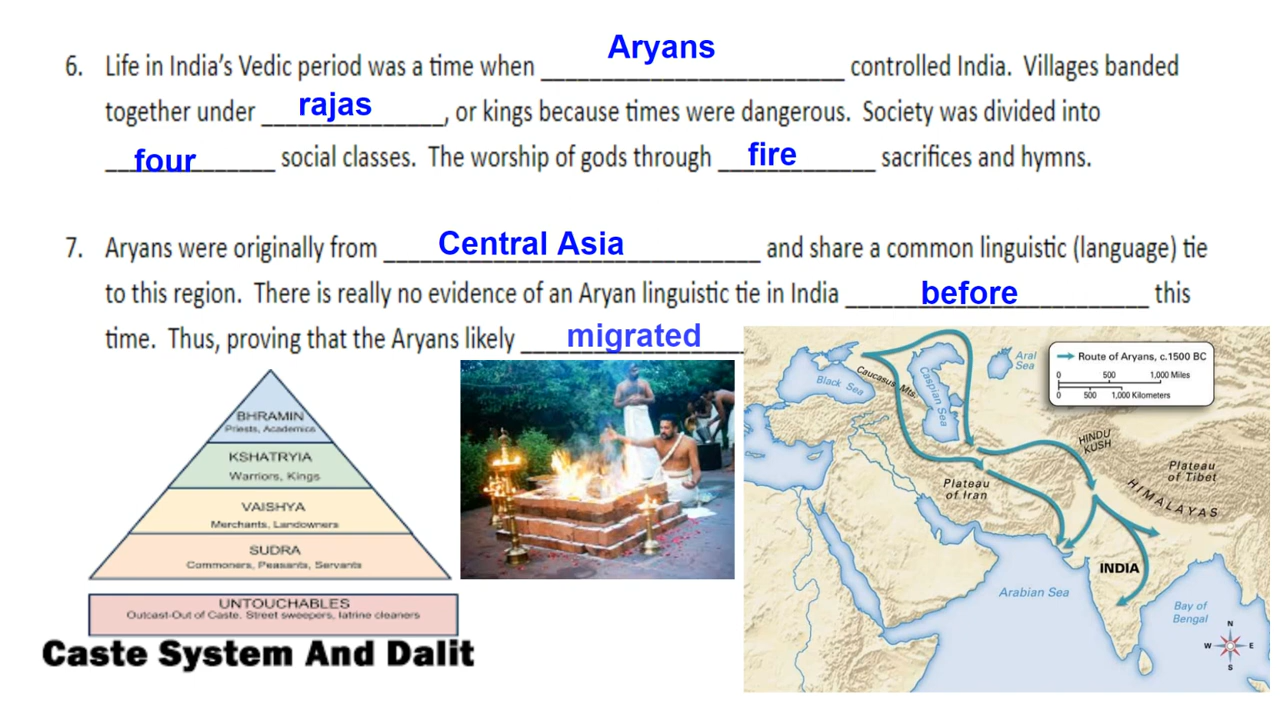 6. Life in India's Vedic period was a time when Aryans controlled India. Villages banded
together under rajas, or kings because times were dangerous. Society was divided into
four social classes. The worship of gods through fire sacrifices and hymns.
7. Aryans were originally from Central Asia and share a common linguistic (language) tie
to this region. There is really no evidence of an Aryan linguistic tie in India before this
time. Thus, proving that the Aryans likely migrated
BHRAMIN
Priests, Academics
KSHATRYIA
Warriors, Kings
VAISHYA
Merchants, Landowners
SUDRA
Commoners, Peasants, Servants
UNTOUCHABLES
Outcast-Out of Caste. Street sweepers, latrine cleaners
Caste System And Dalit
Route of Aryans, c.1500 BC
0 500 1,000 Miles
0 500 1,000 Kilometers
Black Sea
Caucasus Mts.
Caspian Sea
Aral
Sea
HINDU
KUSH
Plateau
of Tibet
Plateau
of Iran
HIMALAYAS
INDIA
Arabian Sea
Bay of
Bengal
N
W E
S